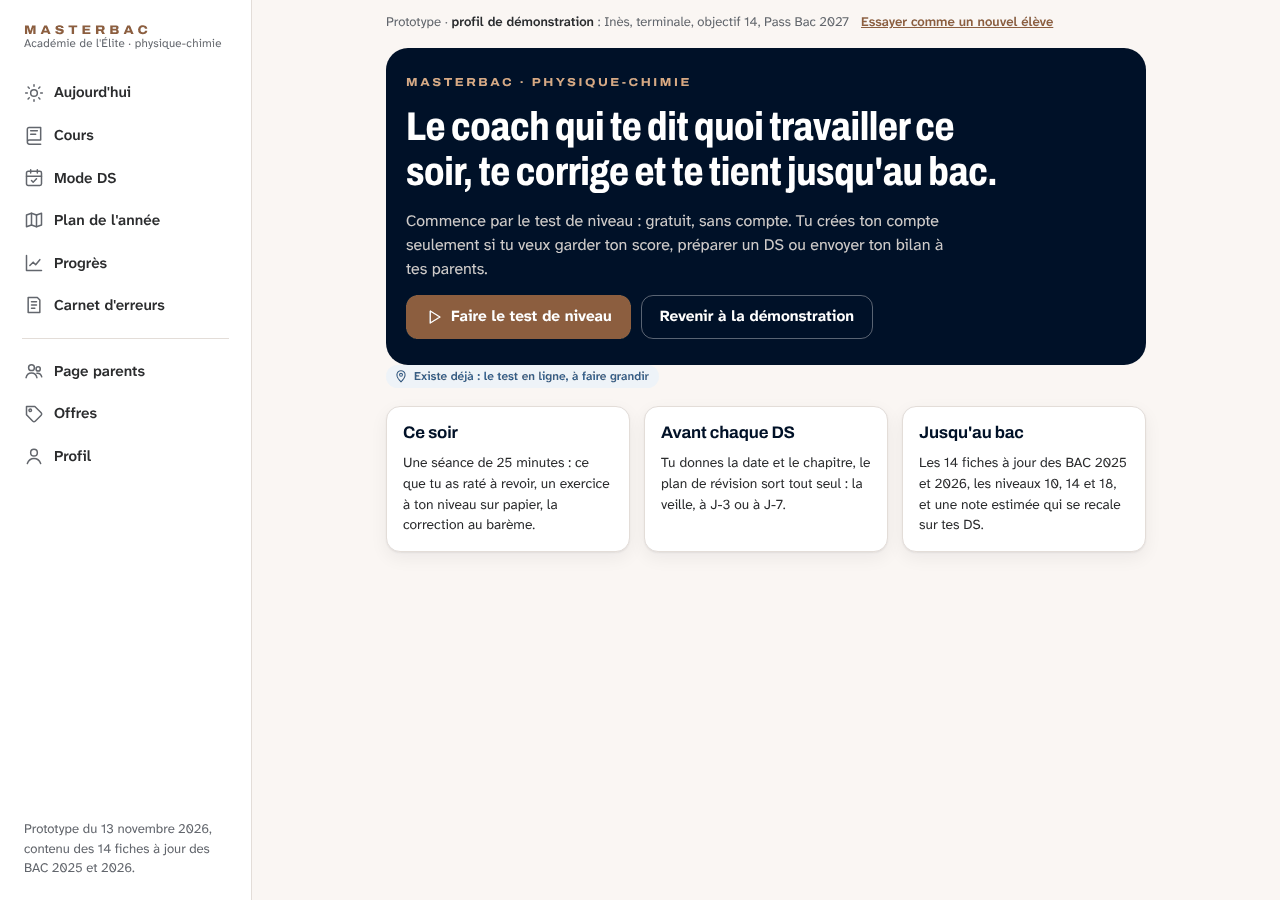 MASTERBAC
Académie de l'Élite · physique-chimie
Aujourd'hui
Cours
Mode DS
Plan de l'année
Progrès
Carnet d'erreurs
Page parents
Offres
Profil
Prototype du 13 novembre 2026,
contenu des 14 fiches à jour des
BAC 2025 et 2026.
Prototype · profil de démonstration : Inès, terminale, objectif 14, Pass Bac 2027 Essayer comme un nouvel élève
MASTERBAC · PHYSIQUE-CHIMIE
Le coach qui te dit quoi travailler ce
soir, te corrige et te tient jusqu'au bac.
Commence par le test de niveau : gratuit, sans compte. Tu crées ton compte
seulement si tu veux garder ton score, préparer un DS ou envoyer ton bilan à
tes parents.
Faire le test de niveau
Revenir à la démonstration
Existe déjà : le test en ligne, à faire grandir
Ce soir
Une séance de 25 minutes : ce
que tu as raté à revoir, un exercice
à ton niveau sur papier, la
correction au barème.
Avant chaque DS
Tu donnes la date et le chapitre, le
plan de révision sort tout seul : la
veille, à J-3 ou à J-7.
Jusqu'au bac
Les 14 fiches à jour des BAC 2025
et 2026, les niveaux 10, 14 et 18,
et une note estimée qui se recale
sur tes DS.